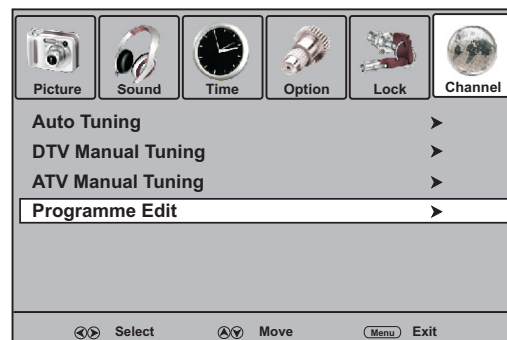 Picture Sound Time Option Lock Channel
Auto Tuning
DTV Manual Tuning
ATV Manual Tuning
Programme Edit
Select Move Menu Exit